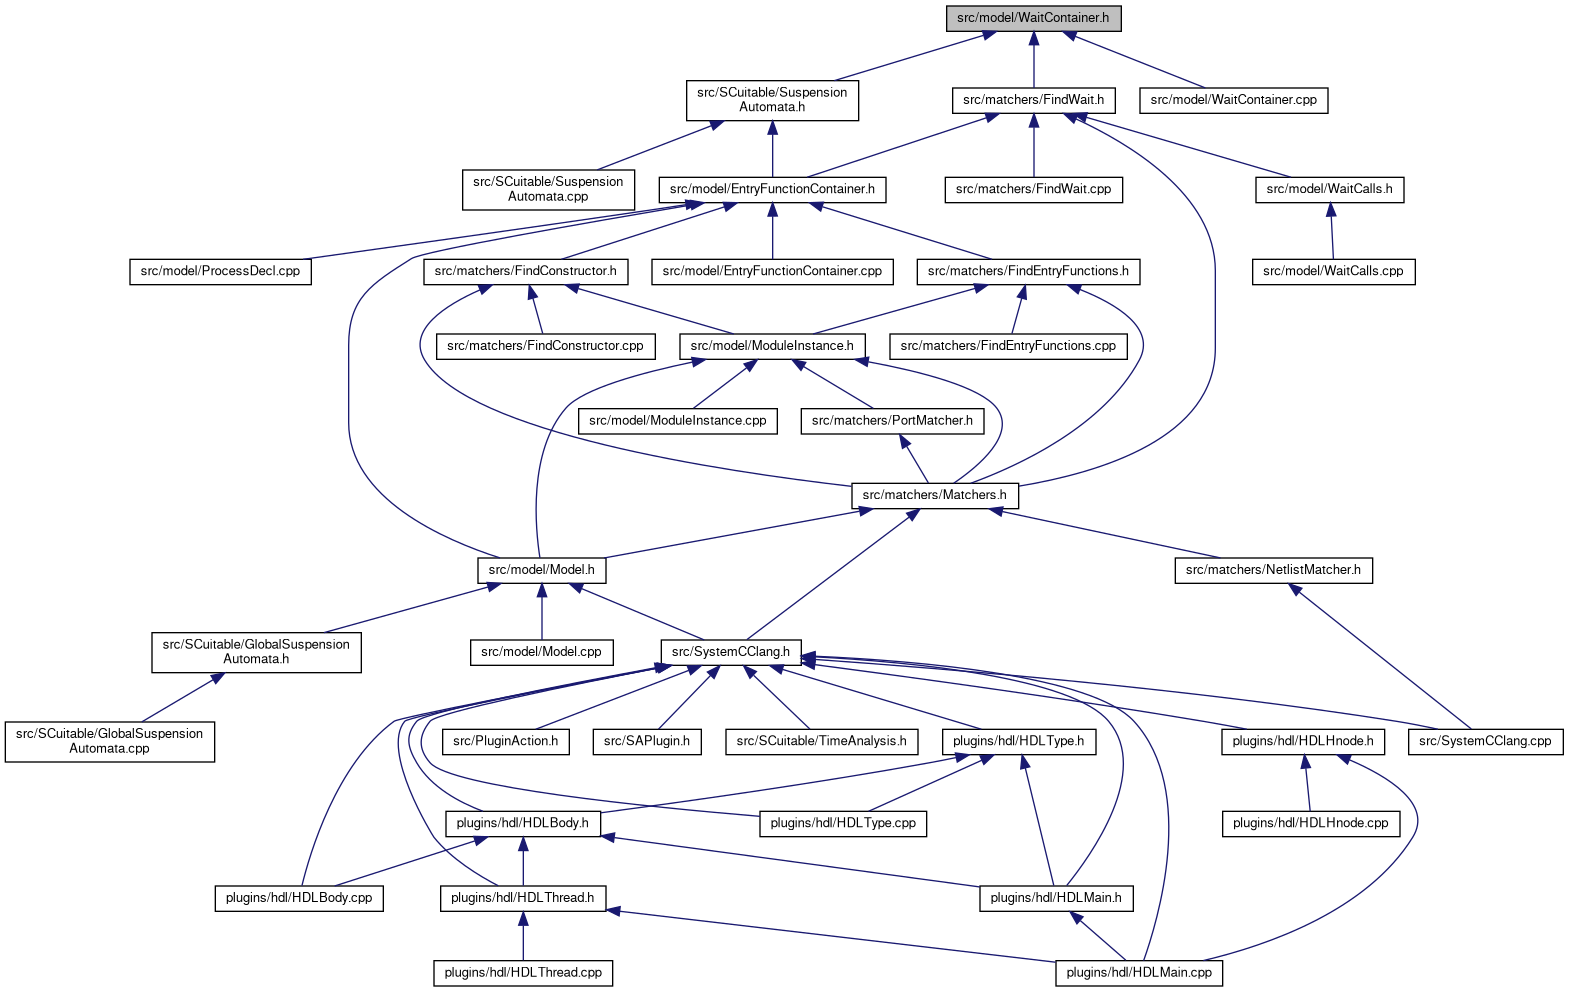 src/model/WaitContainer.h
src/SCuitable/Suspension
Automata.h
src/matchers/FindWait.h
src/model/WaitContainer.cpp
src/SCuitable/Suspension
Automata.cpp
src/model/EntryFunctionContainer.h
src/matchers/FindWait.cpp
src/model/WaitCalls.h
src/model/ProcessDecl.cpp
src/matchers/FindConstructor.h
src/model/EntryFunctionContainer.cpp
src/matchers/FindEntryFunctions.h
src/model/WaitCalls.cpp
src/matchers/FindConstructor.cpp
src/model/ModuleInstance.h
src/matchers/FindEntryFunctions.cpp
src/model/ModuleInstance.cpp
src/matchers/PortMatcher.h
src/matchers/Matchers.h
src/model/Model.h
src/matchers/NetlistMatcher.h
src/SCuitable/GlobalSuspension
Automata.h
src/model/Model.cpp
src/SystemCClang.h
src/SCuitable/GlobalSuspension
Automata.cpp
src/PluginAction.h
src/SAPlugin.h
src/SCuitable/TimeAnalysis.h
plugins/hdl/HDLType.h
plugins/hdl/HDLHnode.h
src/SystemCClang.cpp
plugins/hdl/HDLBody.h
plugins/hdl/HDLType.cpp
plugins/hdl/HDLHnode.cpp
plugins/hdl/HDLBody.cpp
plugins/hdl/HDLThread.h
plugins/hdl/HDLMain.h
plugins/hdl/HDLThread.cpp
plugins/hdl/HDLMain.cpp